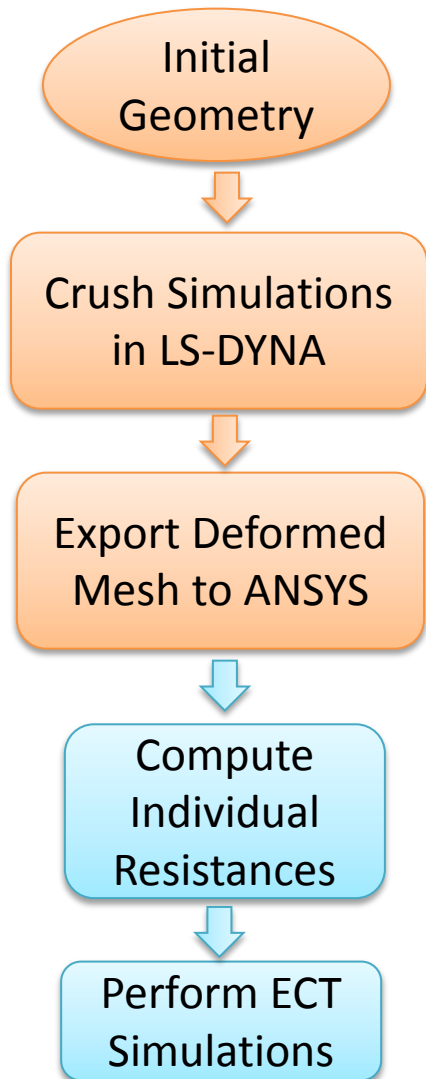 Initial
Geometry
Crush Simulations
in LS-DYNA
Export Deformed
Mesh to ANSYS
Compute
Individual
Resistances
Perform ECT
Simulations